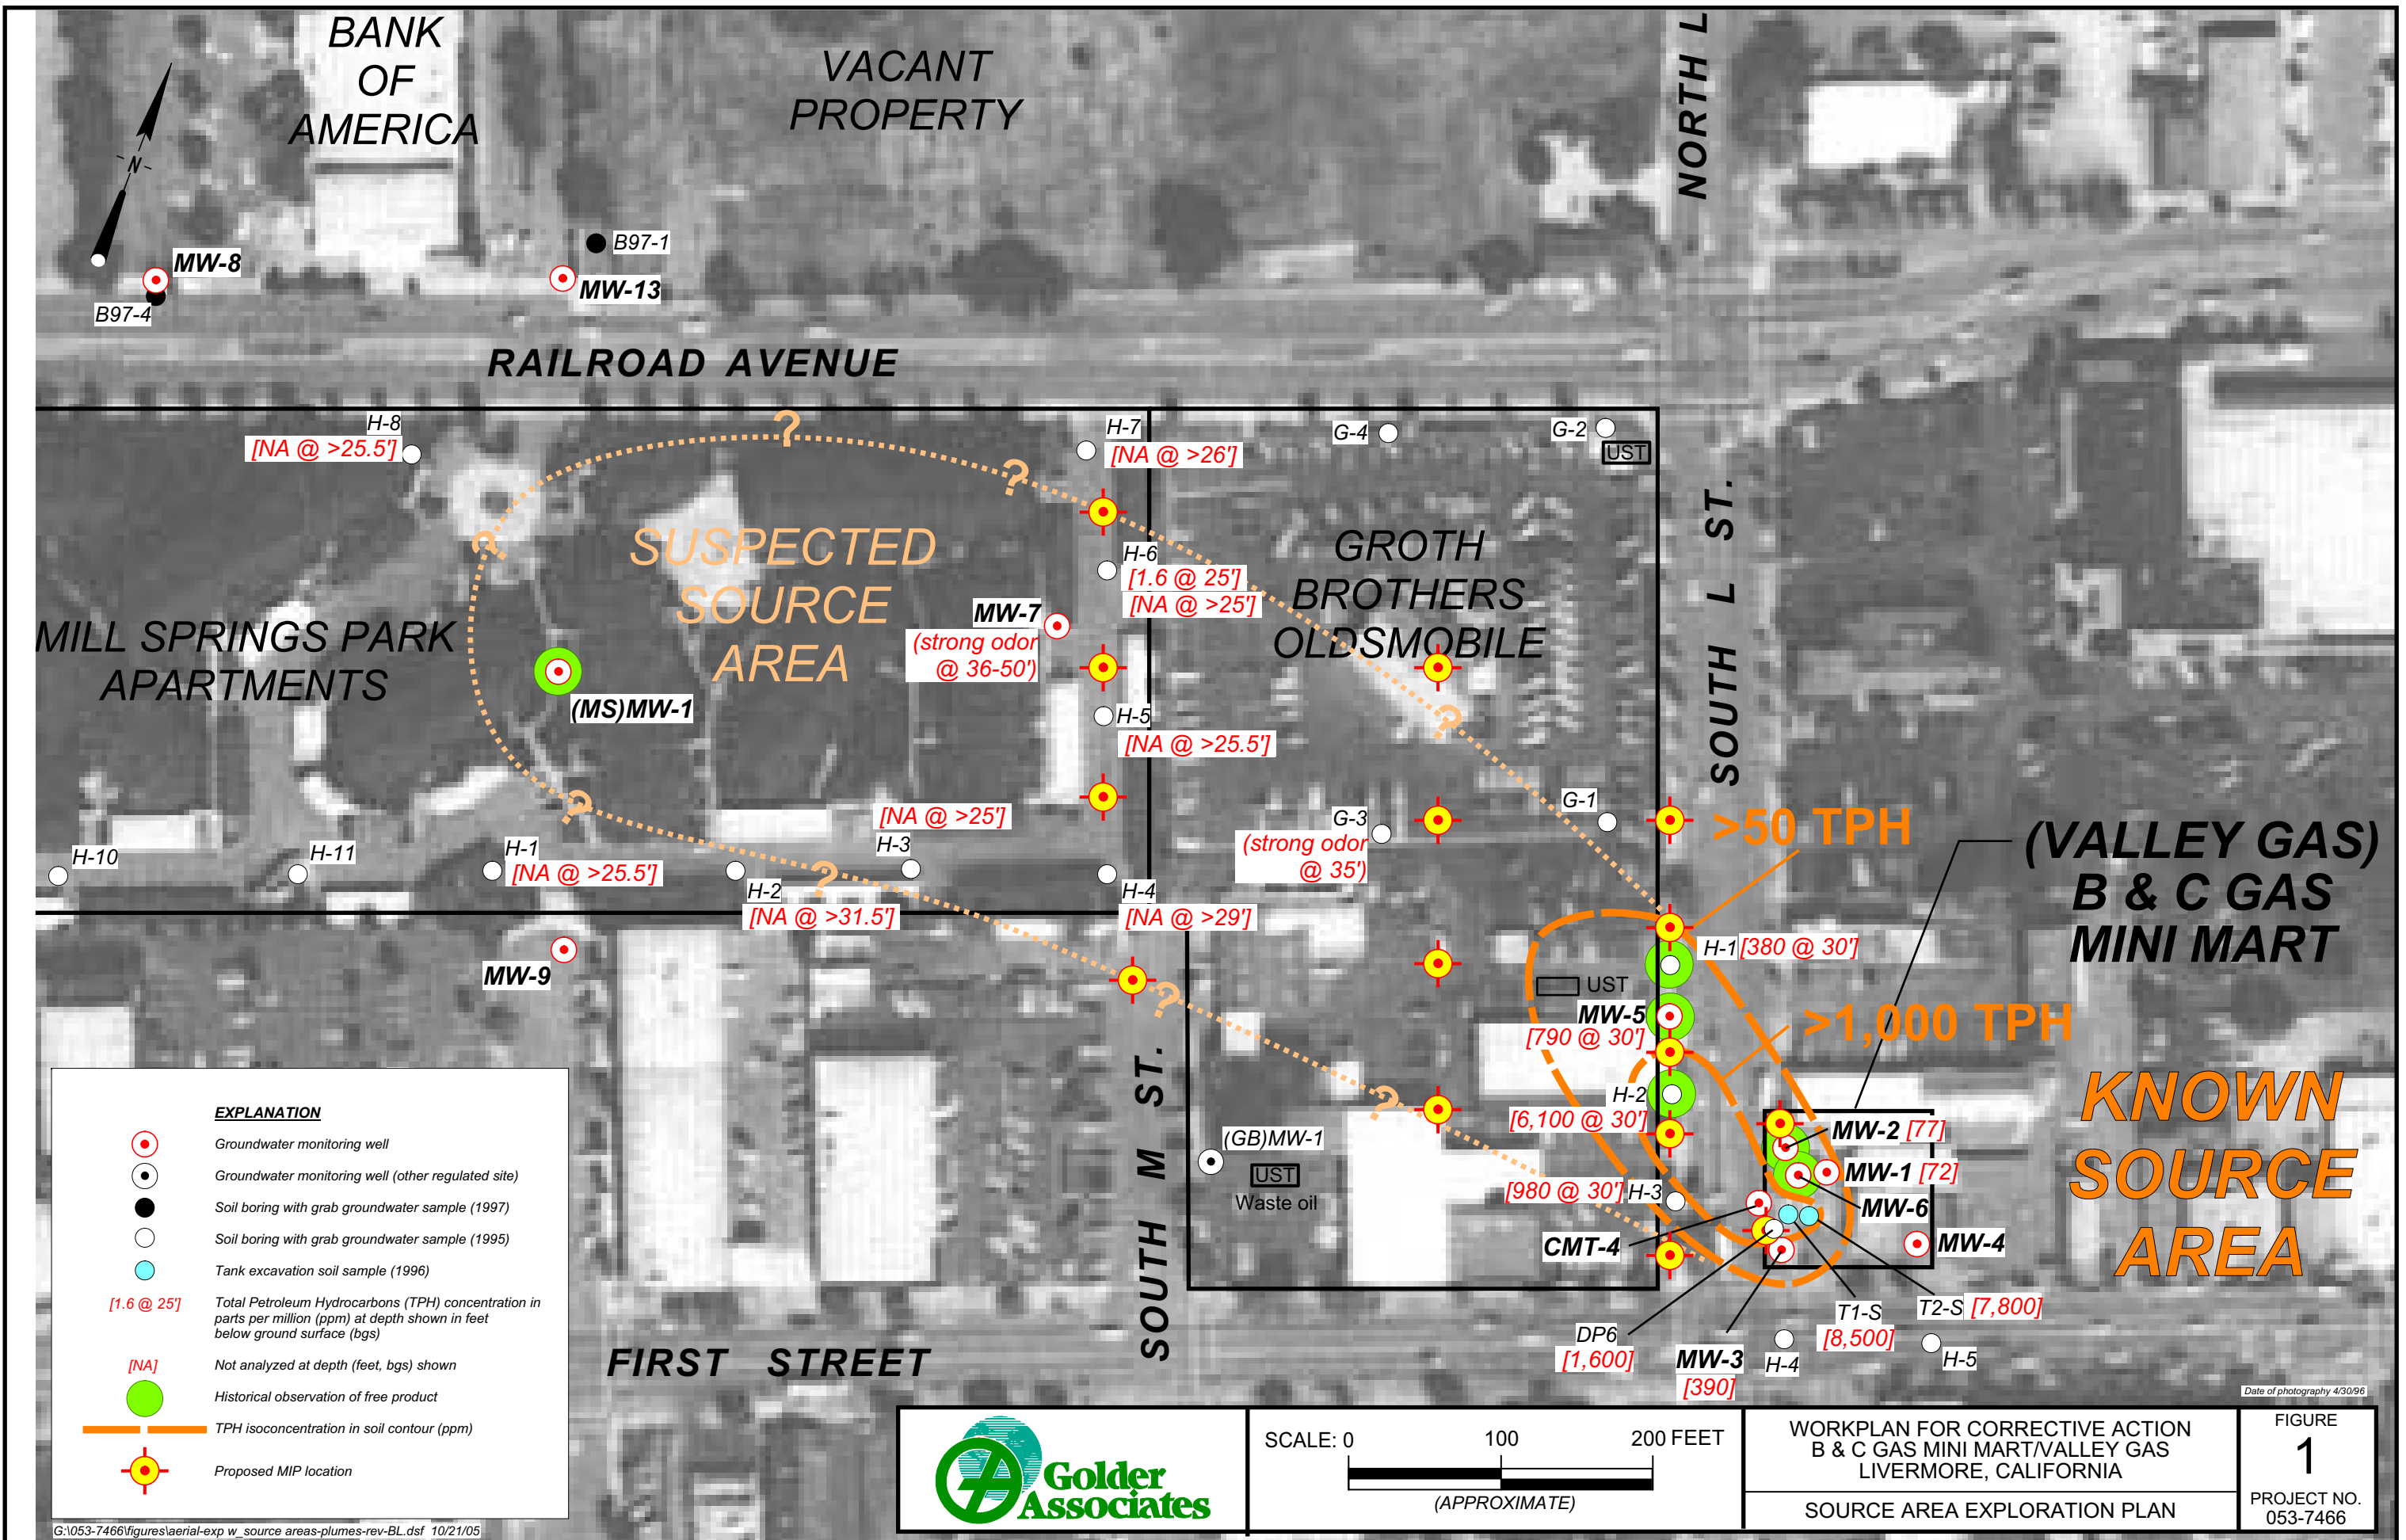 BANK
OF
AMERICA
VACANT
PROPERTY
NORTH L
N
MW-8
B97-4
B97-1
MW-13
RAILROAD AVENUE
H-8
[NA @ >25.5']
?
?
H-7
[NA @ >26']
G-4
G-2
UST
?
SUSPECTED
SOURCE
AREA
H-6
[1.6 @ 25']
[NA @ >25']
GROTH
BROTHERS
OLDSMOBILE
SOUTH L ST.
MW-7
(strong odor
@ 36-50')
MILL SPRINGS PARK
APARTMENTS
(MS)MW-1
H-5
[NA @ >25.5']
?
?
[NA @ >25']
H-3
G-3
(strong odor
@ 35')
G-1
>50 TPH
(VALLEY GAS)
B & C GAS
MINI MART
H-10
H-11
H-1
[NA @ >25.5']
H-2
[NA @ >31.5']
?
H-4
[NA @ >29']
MW-9
?
H-1 [380 @ 30']
UST
MW-5
[790 @ 30']
>1,000 TPH
H-2
[6,100 @ 30']
?
KNOWN
SOURCE
AREA
SOUTH M ST.
(GB)MW-1
UST
Waste oil
MW-2 [77]
MW-1 [72]
MW-6
[980 @ 30'] H-3
CMT-4
MW-4
DP6
[1,600]
MW-3
[390]
T1-S
[8,500]
T2-S [7,800]
H-4
H-5
FIRST STREET
EXPLANATION
Groundwater monitoring well
Groundwater monitoring well (other regulated site)
Soil boring with grab groundwater sample (1997)
Soil boring with grab groundwater sample (1995)
Tank excavation soil sample (1996)
[1.6 @ 25'] Total Petroleum Hydrocarbons (TPH) concentration in
parts per million (ppm) at depth shown in feet
below ground surface (bgs)
[NA] Not analyzed at depth (feet, bgs) shown
Historical observation of free product
TPH isoconcentration in soil contour (ppm)
Proposed MIP location
G:\053-7466\figures\aerial-exp w_source areas-plumes-rev-BL.dsf 10/21/05
Date of photography 4/30/96
Golder
Associates
SCALE: 0 100 200 FEET
(APPROXIMATE)
WORKPLAN FOR CORRECTIVE ACTION
B & C GAS MINI MART/VALLEY GAS
LIVERMORE, CALIFORNIA
SOURCE AREA EXPLORATION PLAN
FIGURE
1
PROJECT NO.
053-7466